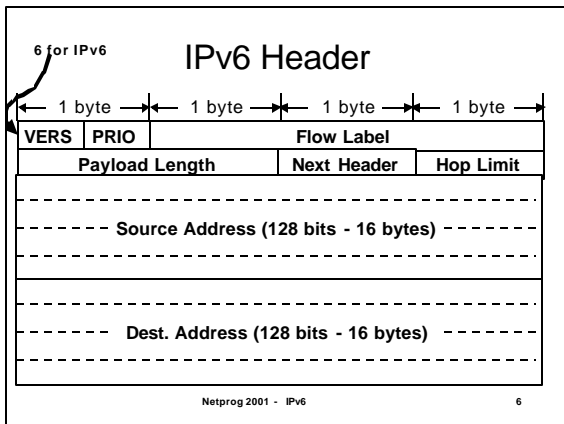 6 for IPv6
IPv6 Header
1 byte 1 byte 1 byte 1 byte
VERS PRIO Flow Label
Payload Length Next Header Hop Limit
Source Address (128 bits - 16 bytes)
Dest. Address (128 bits - 16 bytes)
Netprog 2001 - IPv6 6